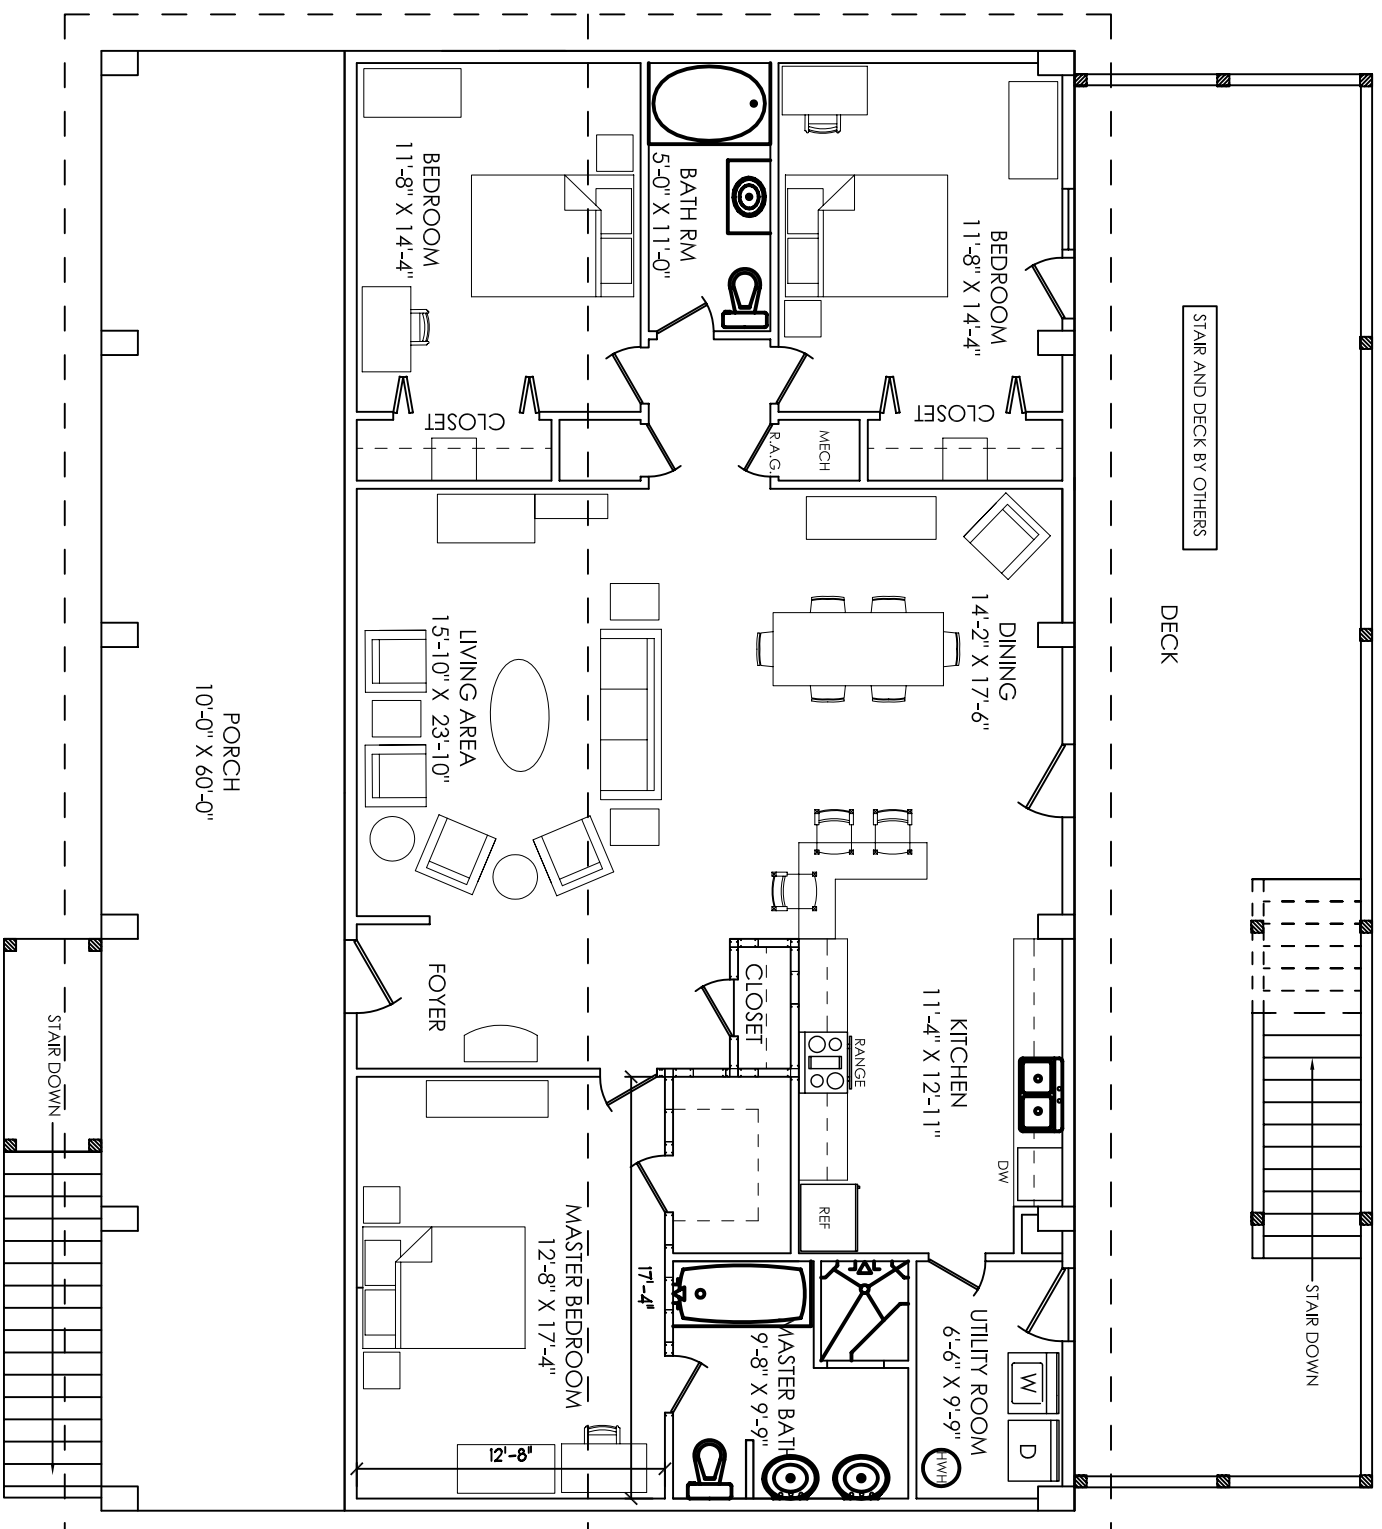 BEDROOM
11'-8" X 14'-4"
BATH RM
5'-0" X 11'-0"
BEDROOM
11'-8" X 14'-4"
STAIR AND DECK BY OTHERS
CLOSET
R.A.G.
MECH
CLOSET
DECK
LIVING AREA
15'-10" X 23'-10"
DINING
14'-2" X 17'-6"
PORCH
10'-0" X 60'-0"
FOYER
CLOSET
RANGE
KITCHEN
11'-4" X 12'-11"
DW
REF
STAIR DOWN
STAIR DOWN
MASTER BEDROOM
12'-8" X 17'-4"
17'-4"
12'-8"
MASTER BATH
9'-8" X 9'-9"
UTILITY ROOM
6'-6" X 9'-9"
W
D
HWH